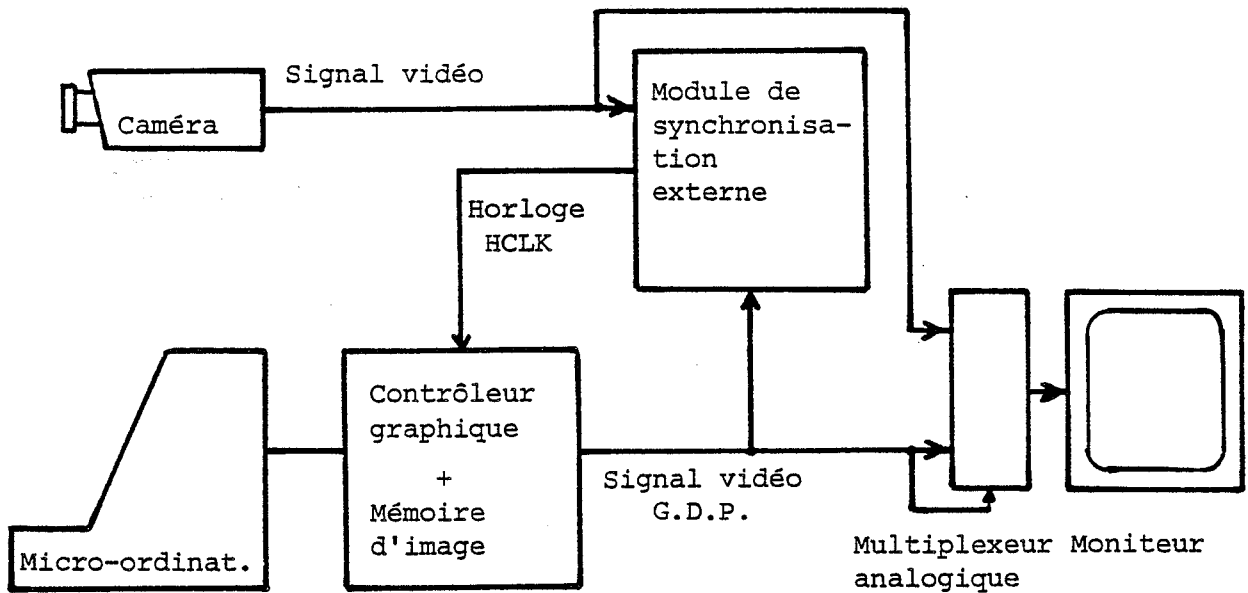 Signal vidéo
Caméra
Module de
synchronisa-
tion
externe
Horloge
HCLK
Contrôleur
graphique
+
Mémoire
d'image
Signal vidéo
G.D.P.
Micro-ordinat.
Multiplexeur
analogique
Moniteur